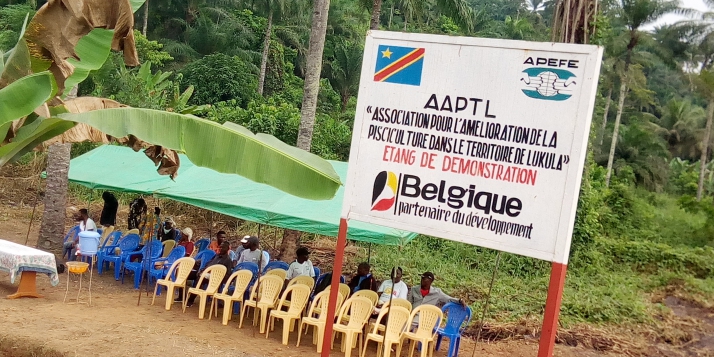 APEFE
AAPTL
“ASSOCIATION POUR L'AMELIORATION DE LA
PISCICULTURE DANS LE TERRITOIRE DE LUKULA”
ETANG DE DEMONSTRATION
Belgique
partenaire du développement